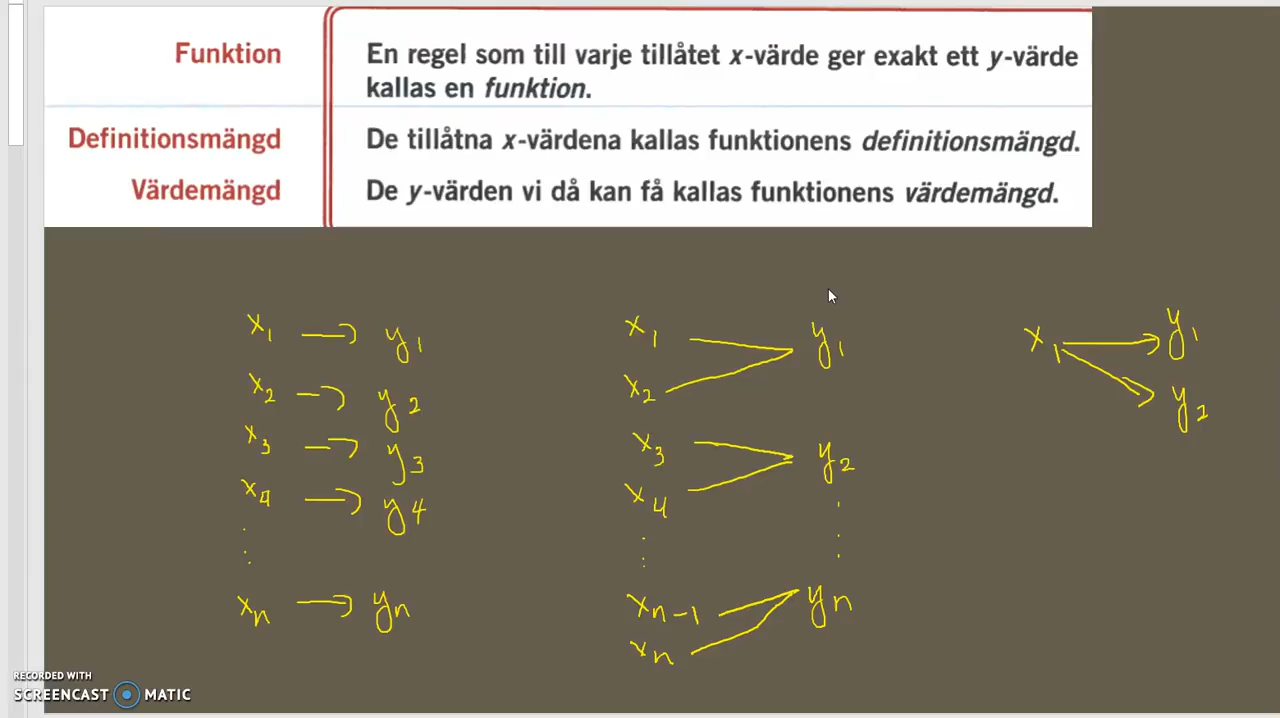 Funktion
En regel som till varje tillåtet x-värde ger exakt ett y-värde
kallas en funktion.
Definitionsmängd
De tillåtna x-värdena kallas funktionens definitionsmängd.
Värdemängd
De y-värden vi då kan få kallas funktionens värdemängd.
x₁ → y₁
x₂ → y₂
x₃ → y₃
x₄ → y₄
⋮
xₙ → yₙ
x₁ y₁
x₂
x₃ y₂
x₄
⋮ ⋮
xₙ₋₁ yₙ
xₙ
x₁ → y₁
→ y₂
RECORDED WITH
SCREENCAST MATIC